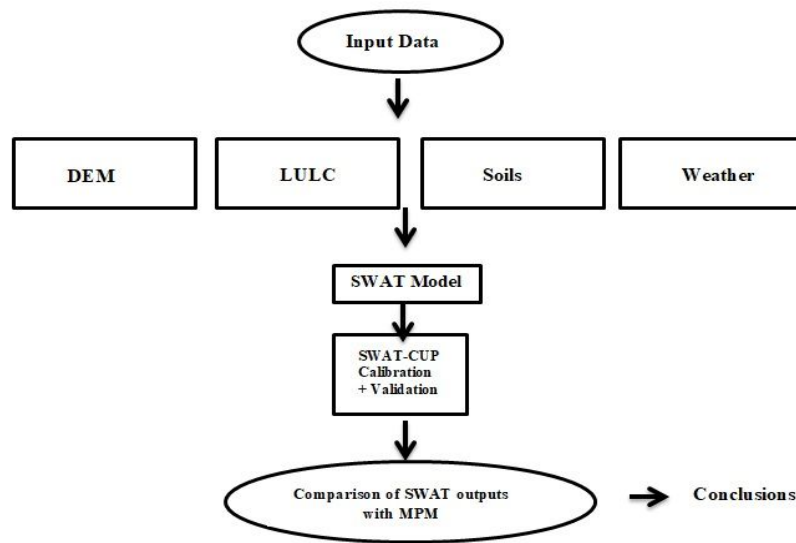 Input Data
DEM
LULC
Soils
Weather
SWAT Model
SWAT-CUP
Calibration
+ Validation
Comparison of SWAT outputs
with MPM
Conclusions